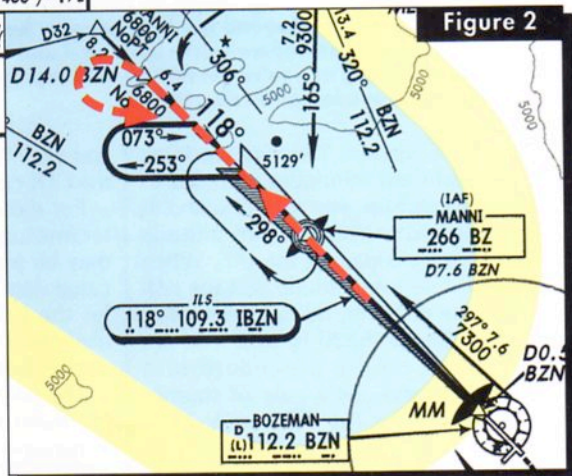 Figure 2
D32
MANNI
6800
NoPT
8.2
306°
7.2
9300
165°
13.4
320°
BZN
112.2
5000
D14.0 BZN
6.4
No
6800
118°
5000
BZN
112.2
073°
253°
5129'
298°
(IAF)
MANNI
266 BZ
D7.6 BZN
ILS
118° 109.3 IBZN
297° 7.6
7300
D0.5
BZN
5000
MM
BOZEMAN
D
(L) 112.2 BZN